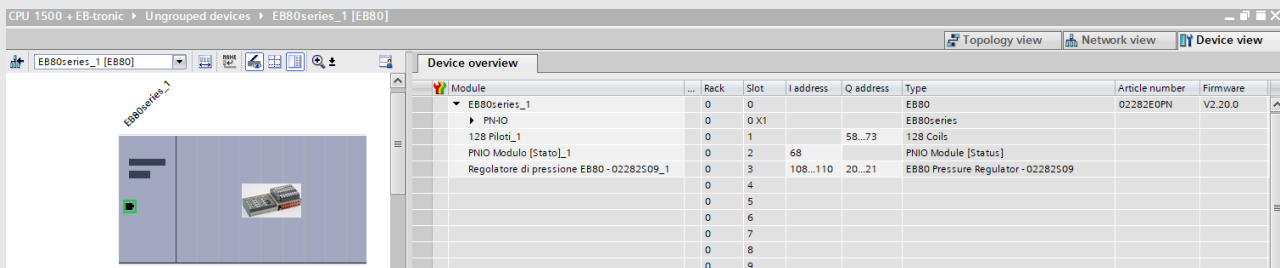 CPU 1500 + EB-tronic ▸ Ungrouped devices ▸ EB80series_1 [EB80]
Topology view Network view Device view
EB80series_1 [EB80] Device overview
Module ... Rack Slot I address Q address Type Article number Firmware
EB80series_1 0 0 EB80 02282E0PN V2.20.0
PN-IO 0 0 X1 EB80series
128 Piloti_1 0 1 58...73 128 Coils
PNIO Modulo [Stato]_1 0 2 68 PNIO Module [Status]
Regolatore di pressione EB80 - 02282S09_1 0 3 108...110 20...21 EB80 Pressure Regulator - 02282S09
0 4
0 5
0 6
0 7
0 8
0 9
EB80series_1